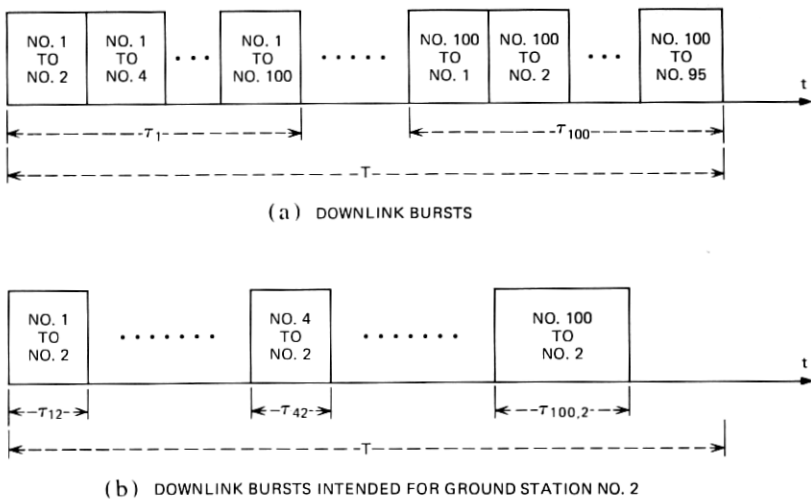 NO. 1 TO NO. 2
NO. 1 TO NO. 4
NO. 1 TO NO. 100
NO. 100 TO NO. 1
NO. 100 TO NO. 2
NO. 100 TO NO. 95
t
τ1
τ100
T
(a) DOWNLINK BURSTS
NO. 1 TO NO. 2
NO. 4 TO NO. 2
NO. 100 TO NO. 2
t
τ12
τ42
τ100,2
T
(b) DOWNLINK BURSTS INTENDED FOR GROUND STATION NO. 2